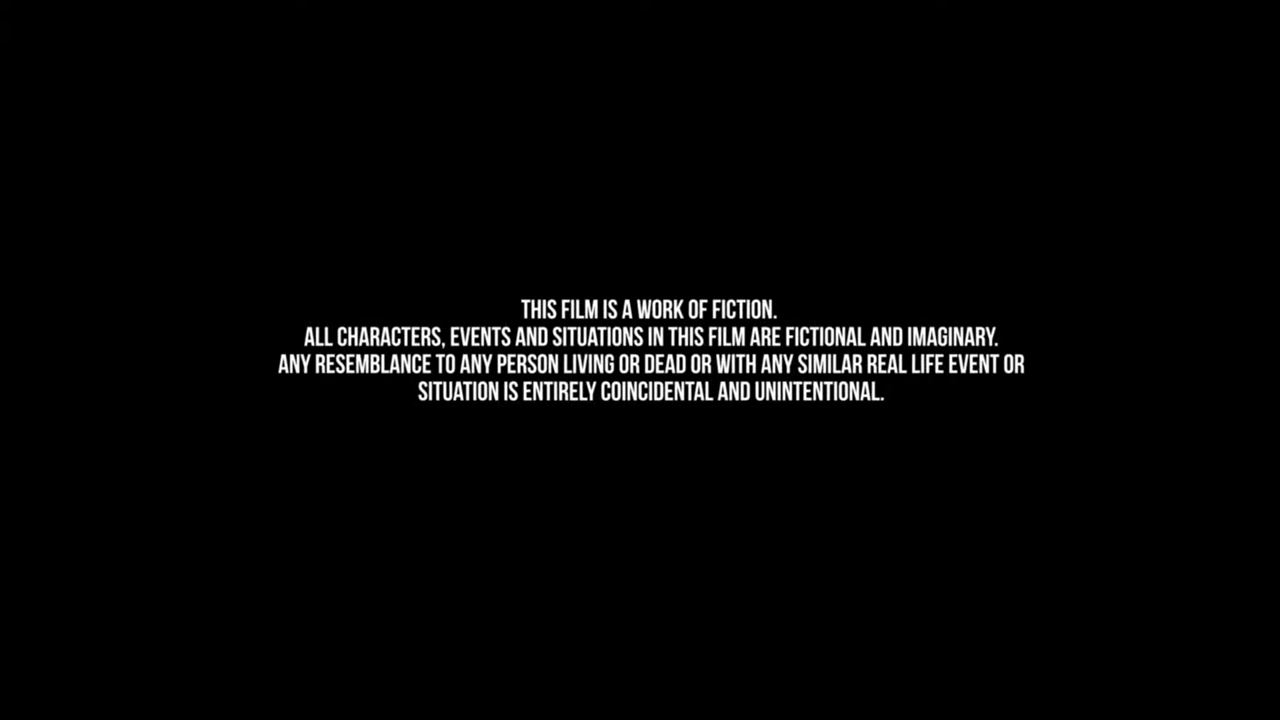 THIS FILM IS A WORK OF FICTION.
ALL CHARACTERS, EVENTS AND SITUATIONS IN THIS FILM ARE FICTIONAL AND IMAGINARY.
ANY RESEMBLANCE TO ANY PERSON LIVING OR DEAD OR WITH ANY SIMILAR REAL LIFE EVENT OR
SITUATION IS ENTIRELY COINCIDENTAL AND UNINTENTIONAL.